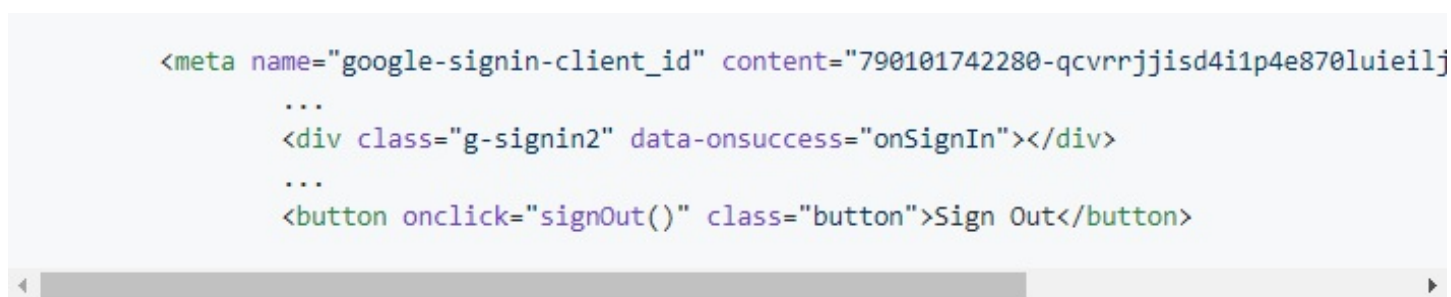 <meta name="google-signin-client_id" content="790101742280-qcvrrjjisd4i1p4e870luieilj
...
<div class="g-signin2" data-onsuccess="onSignIn"></div>
...
<button onclick="signOut()" class="button">Sign Out</button>